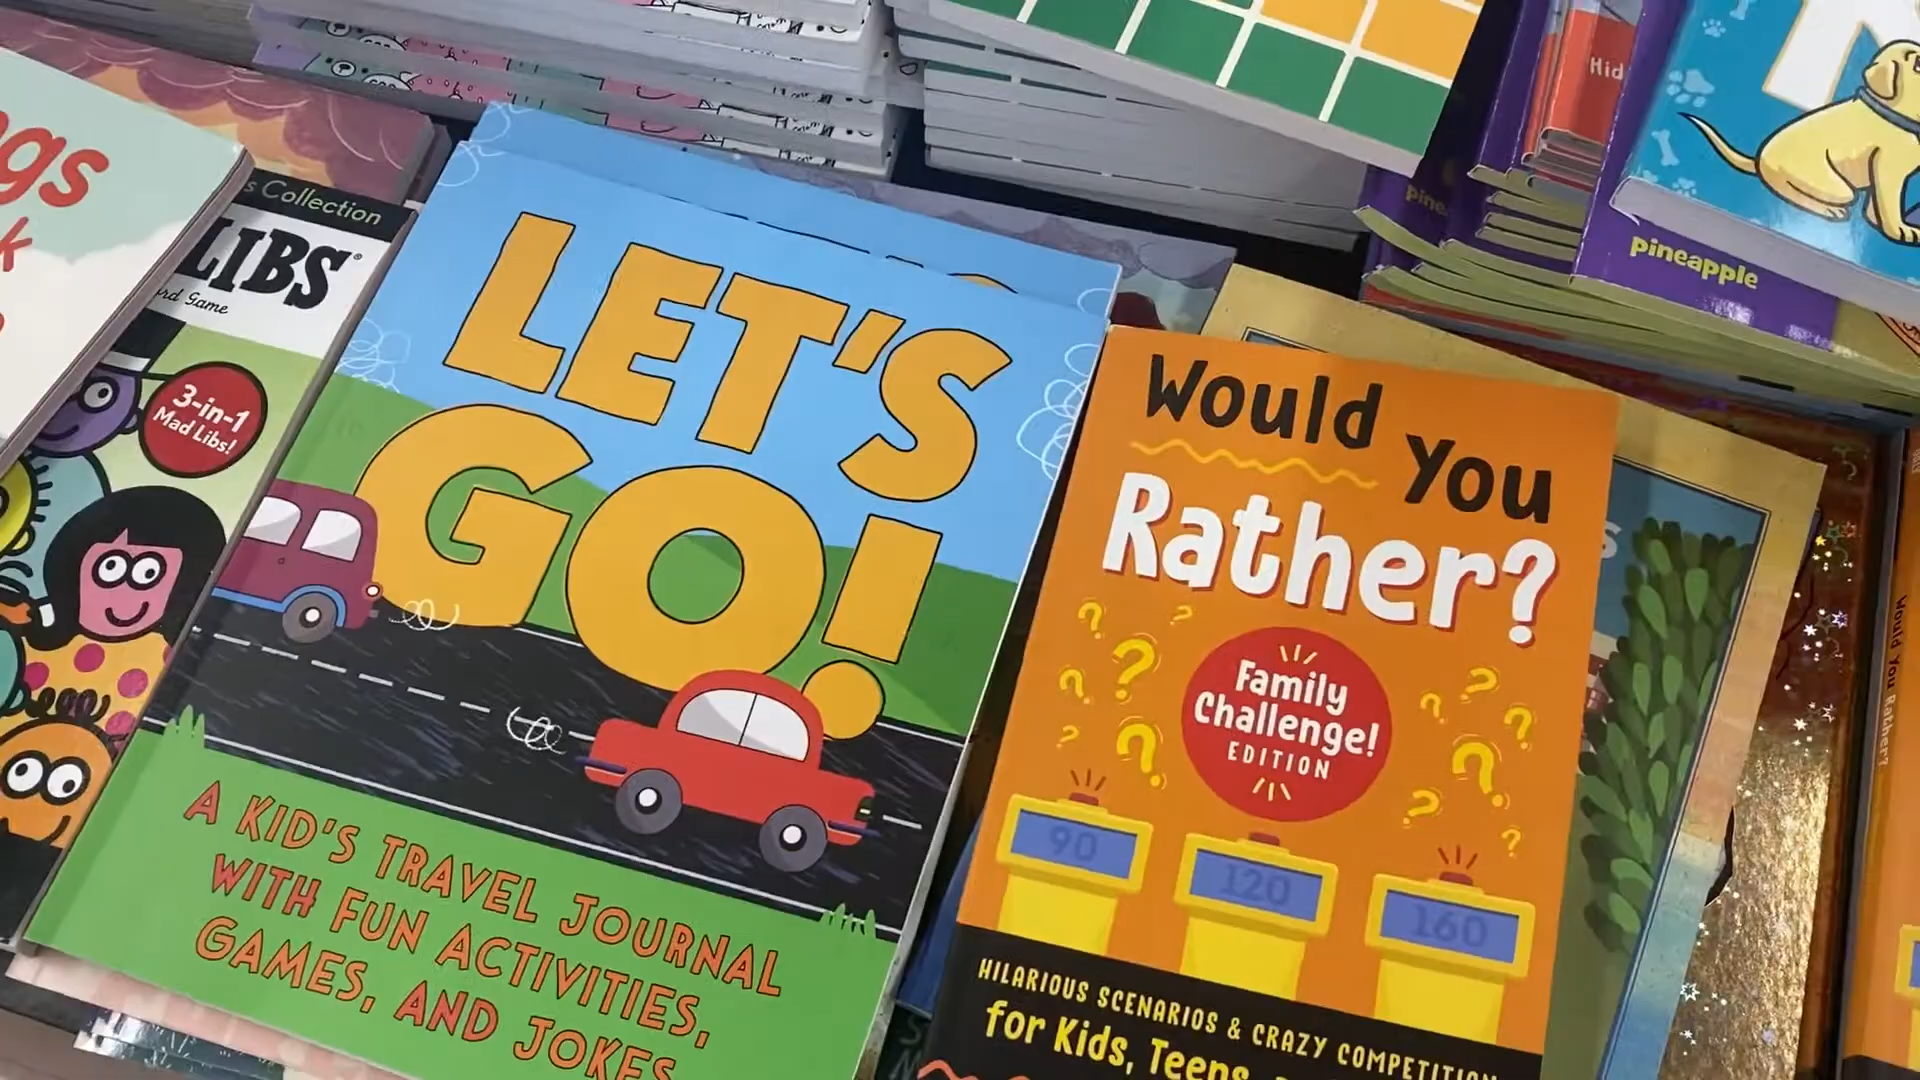 gs
k
s Collection
LIBS®
rd Game
3-in-1
Mad Libs!
LET'S
GO!
A KID'S TRAVEL JOURNAL
WITH FUN ACTIVITIES,
GAMES, AND JOKES
Would You
Rather?
Family
Challenge!
EDITION
90
120
160
HILARIOUS SCENARIOS & CRAZY COMPETITION
for Kids, Teens,
Hid
pine
pineapple
Would You Rather?